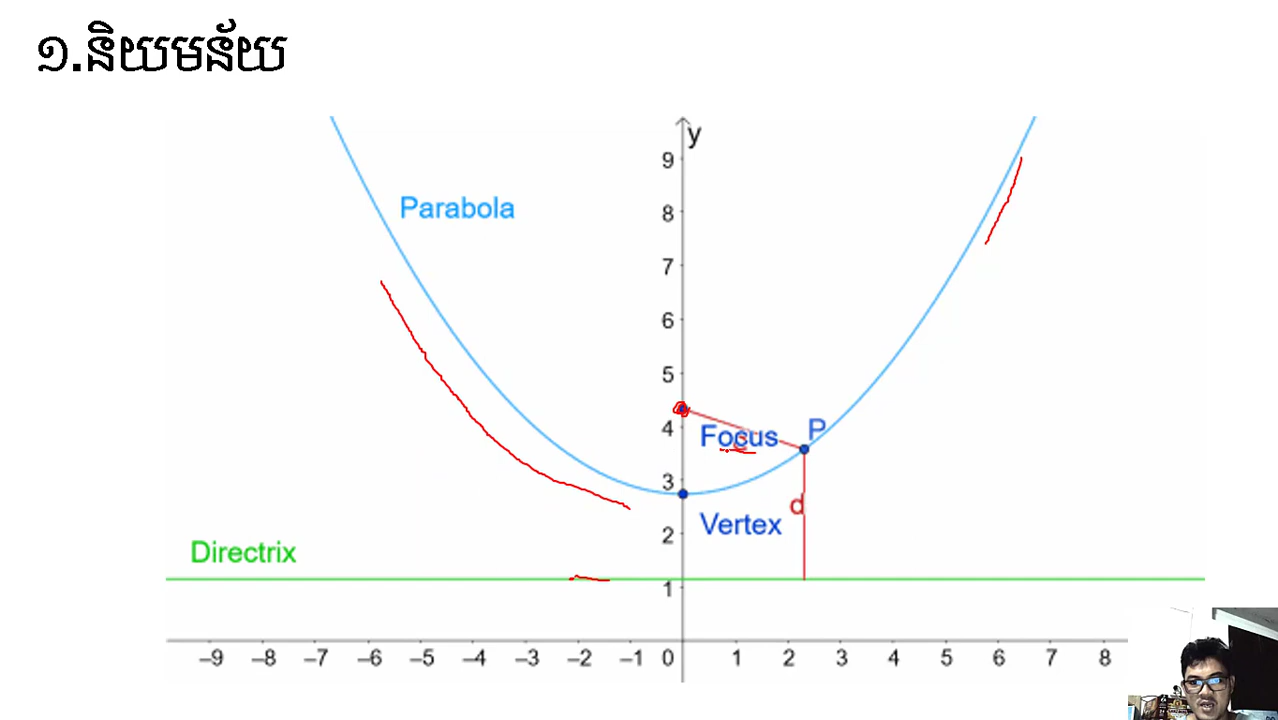 ១.និយមន័យ
y
9
Parabola
8
7
6
5
4
P
Focus
3
d
Vertex
2
Directrix
1
–9 –8 –7 –6 –5 –4 –3 –2 –1 0 1 2 3 4 5 6 7 8